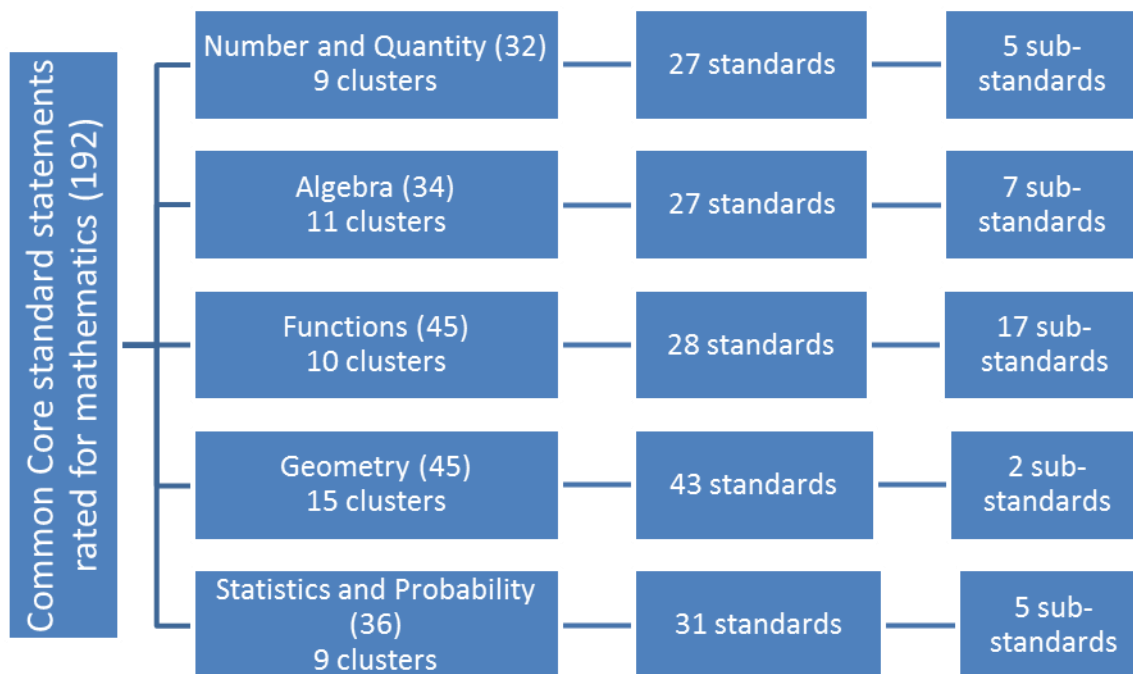 Common Core standard statements
rated for mathematics (192)
Number and Quantity (32)
9 clusters
27 standards
5 sub-
standards
Algebra (34)
11 clusters
27 standards
7 sub-
standards
Functions (45)
10 clusters
28 standards
17 sub-
standards
Geometry (45)
15 clusters
43 standards
2 sub-
standards
Statistics and Probability
(36)
9 clusters
31 standards
5 sub-
standards